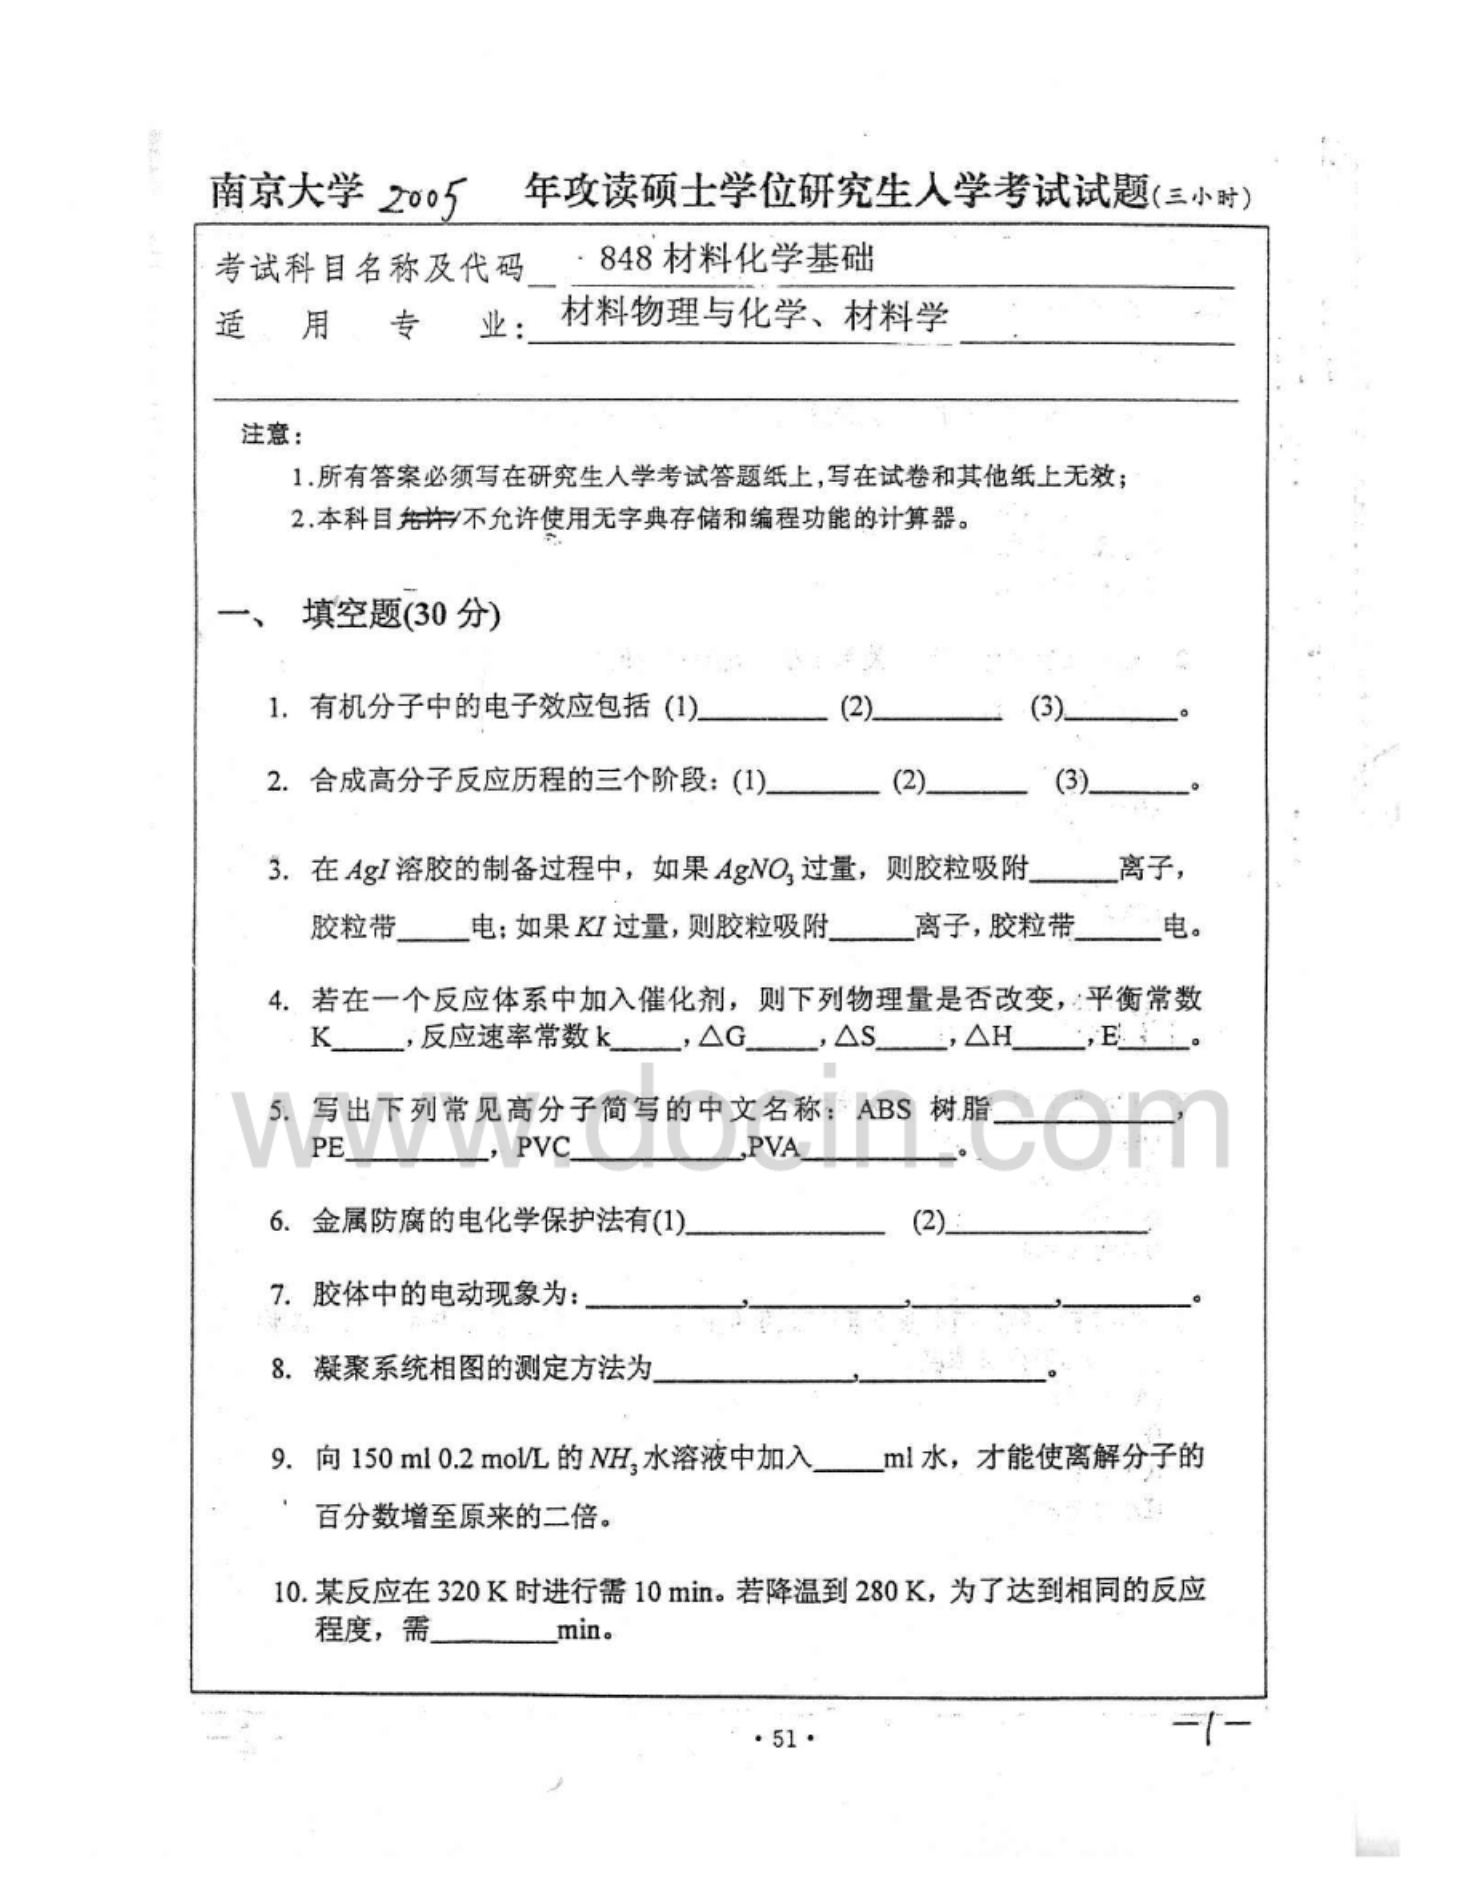 南京大学 2005 年攻读硕士学位研究生入学考试试题(三小时)
考试科目名称及代码 848 材料化学基础
适 用 专 业: 材料物理与化学、材料学
注意:
1.所有答案必须写在研究生入学考试答题纸上,写在试卷和其他纸上无效;
2.本科目允许/不允许使用无字典存储和编程功能的计算器。
一、 填空题(30 分)
1. 有机分子中的电子效应包括 (1)_________ (2)_________ (3)________。
2. 合成高分子反应历程的三个阶段: (1)________ (2)_______ (3)_______。
3. 在 AgI 溶胶的制备过程中，如果 AgNO₃ 过量，则胶粒吸附______离子，
胶粒带_____电; 如果 KI 过量，则胶粒吸附______离子，胶粒带______电。
4. 若在一个反应体系中加入催化剂，则下列物理量是否改变，平衡常数
K_____, 反应速率常数 k_____, △G_____, △S_____, △H_____, E_____。
5. 写出下列常见高分子简写的中文名称: ABS 树脂____________,
PE__________, PVC____________,PVA___________。
6. 金属防腐的电化学保护法有(1)______________ (2)______________
7. 胶体中的电动现象为: ___________,___________,__________,_________。
8. 凝聚系统相图的测定方法为______________,_____________。
9. 向 150 ml 0.2 mol/L 的 NH₃ 水溶液中加入_____ml 水，才能使离解分子的
百分数增至原来的二倍。
10. 某反应在 320 K 时进行需 10 min。若降温到 280 K，为了达到相同的反应
程度，需_________min。
www.docin.com
· 51 ·
-1-